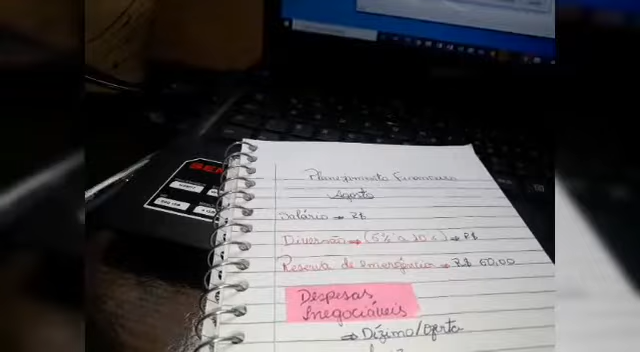 Planejamento Financeiro
Agosto
Salário → R$
Diversão → (5% a 10%) → R$
Reserva de emergência → R$ 60,00
Despesas
Inegociáveis
→ Dízimo/Oferta